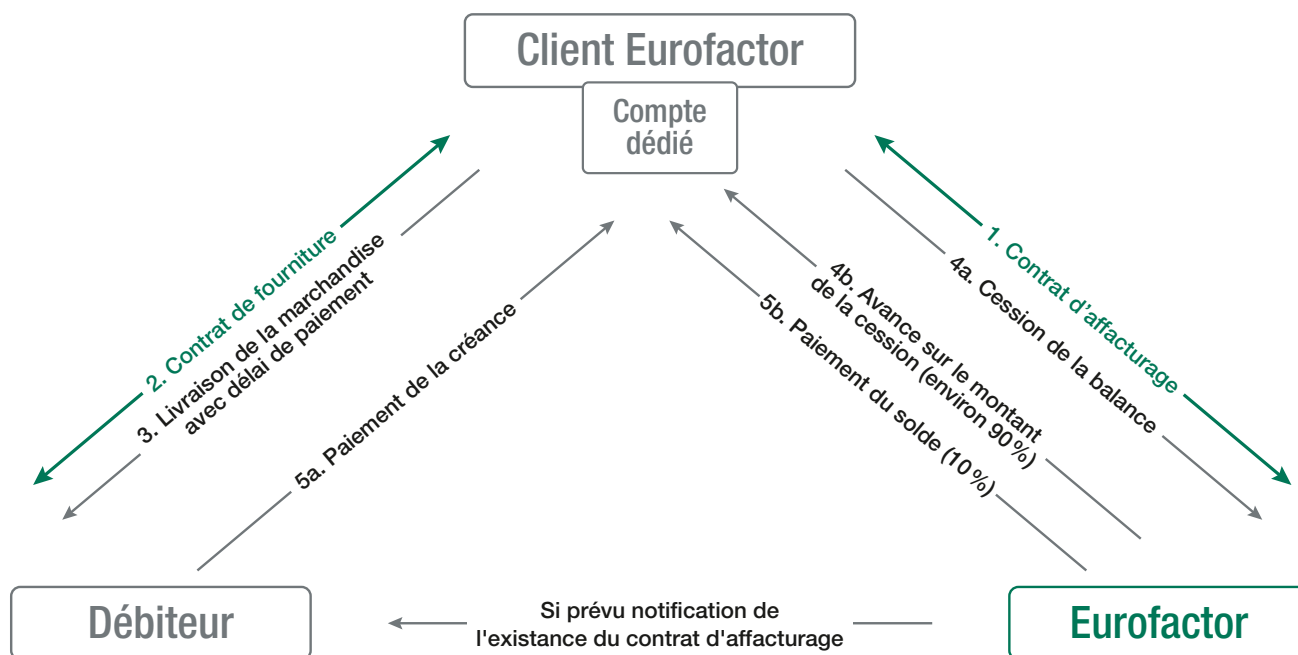 Client Eurofactor
Compte
dédié
2. Contrat de fourniture
3. Livraison de la marchandise
avec délai de paiement
5a. Paiement de la créance
1. Contrat d'affacturage
4a. Cession de la balance
4b. Avance sur le montant
de la cession (environ 90 %)
5b. Paiement du solde (10 %)
Débiteur
Si prévu notification de
l'existance du contrat d'affacturage
Eurofactor